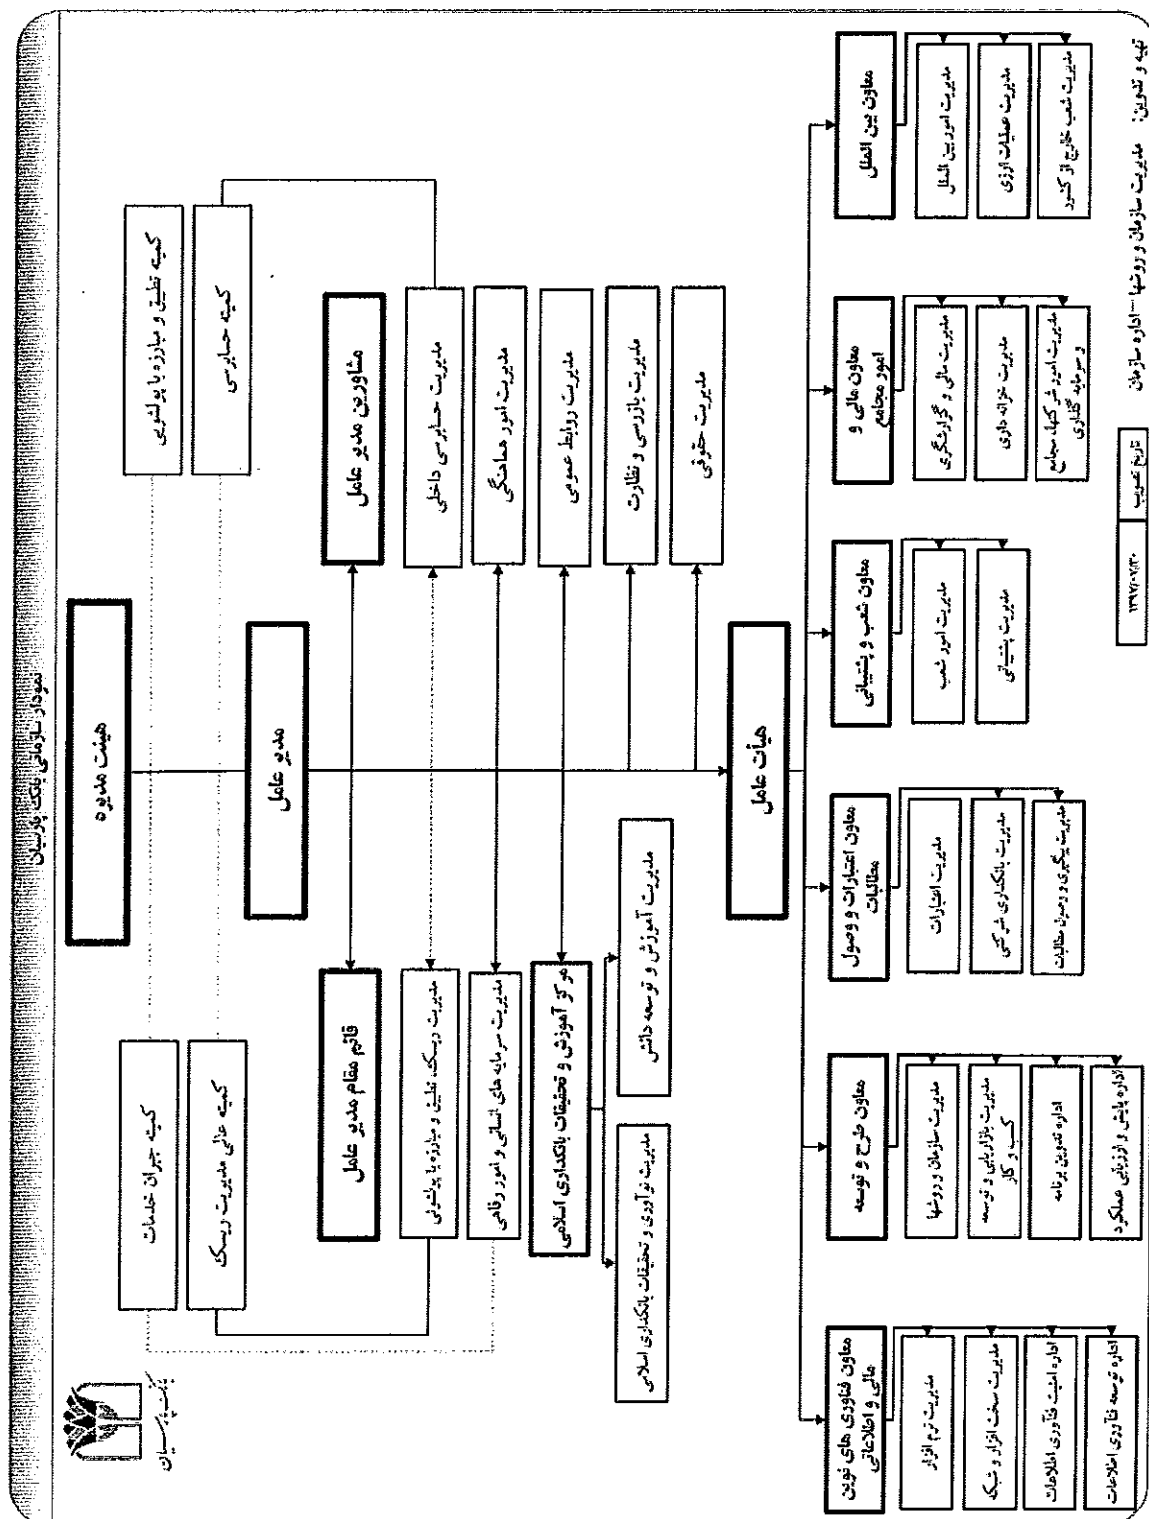 نمودار سازمانی بانک پارسیان
بانک پارسیان
هیئت مدیره
کمیته تطبیق و مبارزه با پولشویی
کمیته جبران خدمات
کمیته حسابرسی
کمیته عالی مدیریت ریسک
مدیر عامل
مشاورین مدیر عامل
قائم مقام مدیر عامل
مدیریت حسابرسی داخلی
مدیریت ریسک، تطبیق و مبارزه با پولشوئی
مدیریت امور هماهنگی
مدیریت سرمایه های انسانی و امور رفاهی
مدیریت روابط عمومی
مرکز آموزش و تحقیقات بانکداری اسلامی
مدیریت بازرسی و نظارت
مدیریت آموزش و توسعه دانش
مدیریت نوآوری و تحقیقات بانکداری اسلامی
مدیریت حقوقی
هیأت عامل
معاون بین الملل
مدیریت امور بین الملل
مدیریت عملیات ارزی
مدیریت شعب خارج از کشور
معاون مالی و
امور مجامع
مدیریت مالی و گزارشگری
مدیریت خزانه داری
مدیریت امور شرکتها، مجامع
و سرمایه گذاری
معاون شعب و پشتیبانی
مدیریت امور شعب
مدیریت پشتیبانی
معاون اعتبارات و وصول
مطالبات
مدیریت اعتبارات
مدیریت بانکداری شرکتی
مدیریت پیگیری و وصول مطالبات
معاون طرح و توسعه
مدیریت سازمان و روشها
مدیریت بازاریابی و توسعه
کسب و کار
اداره تدوین برنامه
اداره پایش و ارزیابی عملکرد
معاون فناوری های نوین
مالی و اطلاعاتی
مدیریت نرم افزار
مدیریت سخت افزار و شبکه
اداره امنیت فنآوری اطلاعات
اداره توسعه فنآوری اطلاعات
تهیه و تدوین: مدیریت سازمان و روشها - اداره سازمان
تاریخ تصویب